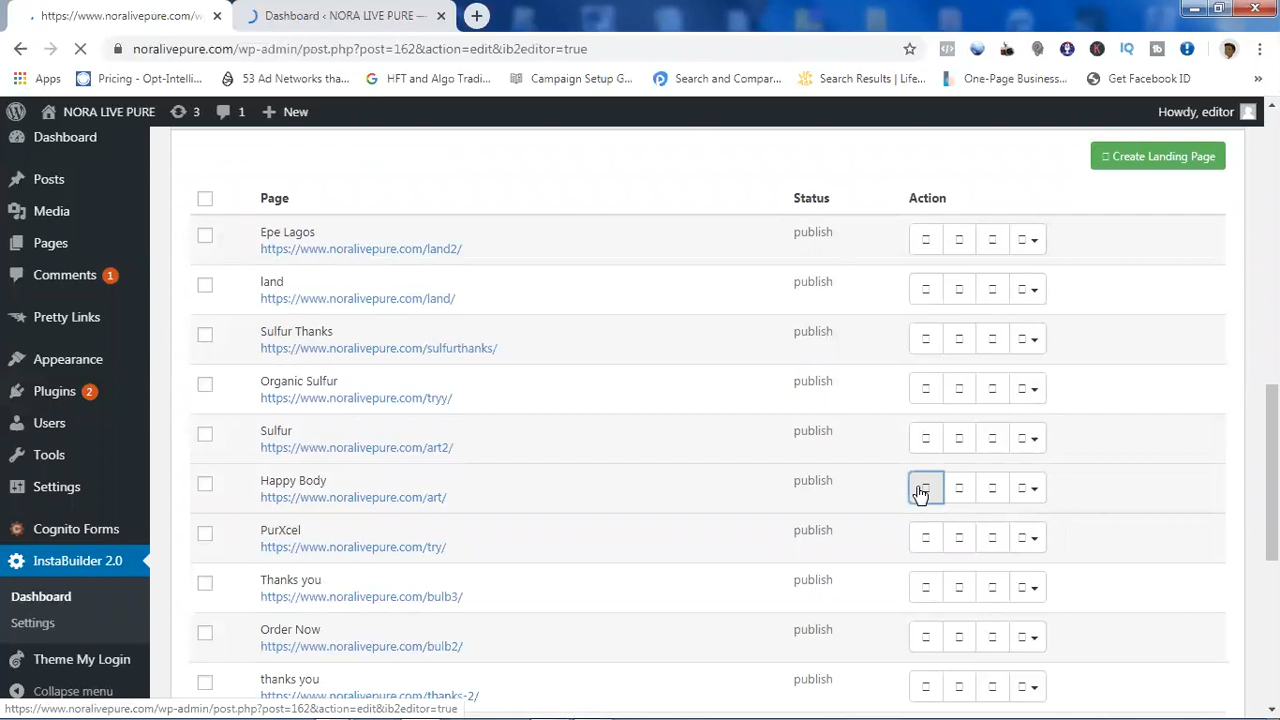 https://www.noralivepure.com/w
Dashboard ‹ NORA LIVE PURE —
noralivepure.com/wp-admin/post.php?post=162&action=edit&ib2editor=true
Apps
Pricing - Opt-Intelli...
53 Ad Networks tha...
HFT and Algo Tradi...
Campaign Setup G...
Search and Compar...
Search Results | Life...
One-Page Business...
Get Facebook ID
»
NORA LIVE PURE
3
1
New
Howdy, editor
Dashboard
Posts
Media
Pages
Comments 1
Pretty Links
Appearance
Plugins 2
Users
Tools
Settings
Cognito Forms
InstaBuilder 2.0
Dashboard
Settings
Theme My Login
Collapse menu
Create Landing Page
Page Status Action
Epe Lagos publish
https://www.noralivepure.com/land2/
land publish
https://www.noralivepure.com/land/
Sulfur Thanks publish
https://www.noralivepure.com/sulfurthanks/
Organic Sulfur publish
https://www.noralivepure.com/tryy/
Sulfur publish
https://www.noralivepure.com/art2/
Happy Body publish
https://www.noralivepure.com/art/
PurXcel publish
https://www.noralivepure.com/try/
Thanks you publish
https://www.noralivepure.com/bulb3/
Order Now publish
https://www.noralivepure.com/bulb2/
thanks you publish
https://www.noralivepure.com/thanks-2/
https://www.noralivepure.com/wp-admin/post.php?post=162&action=edit&ib2editor=true